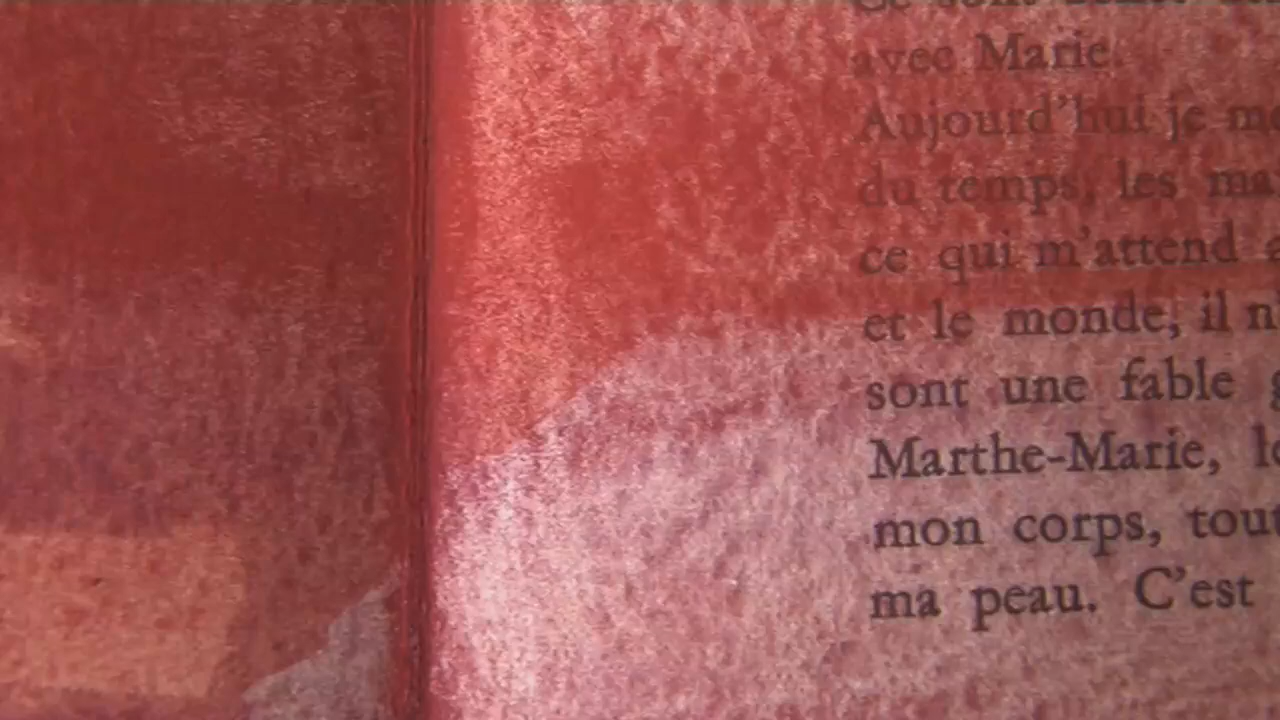 avec Marie.
Aujourd'hui je
du temps, les
ce qui m'attend
et le monde, il
sont une fable
Marthe-Marie,
mon corps,
ma peau. C'est